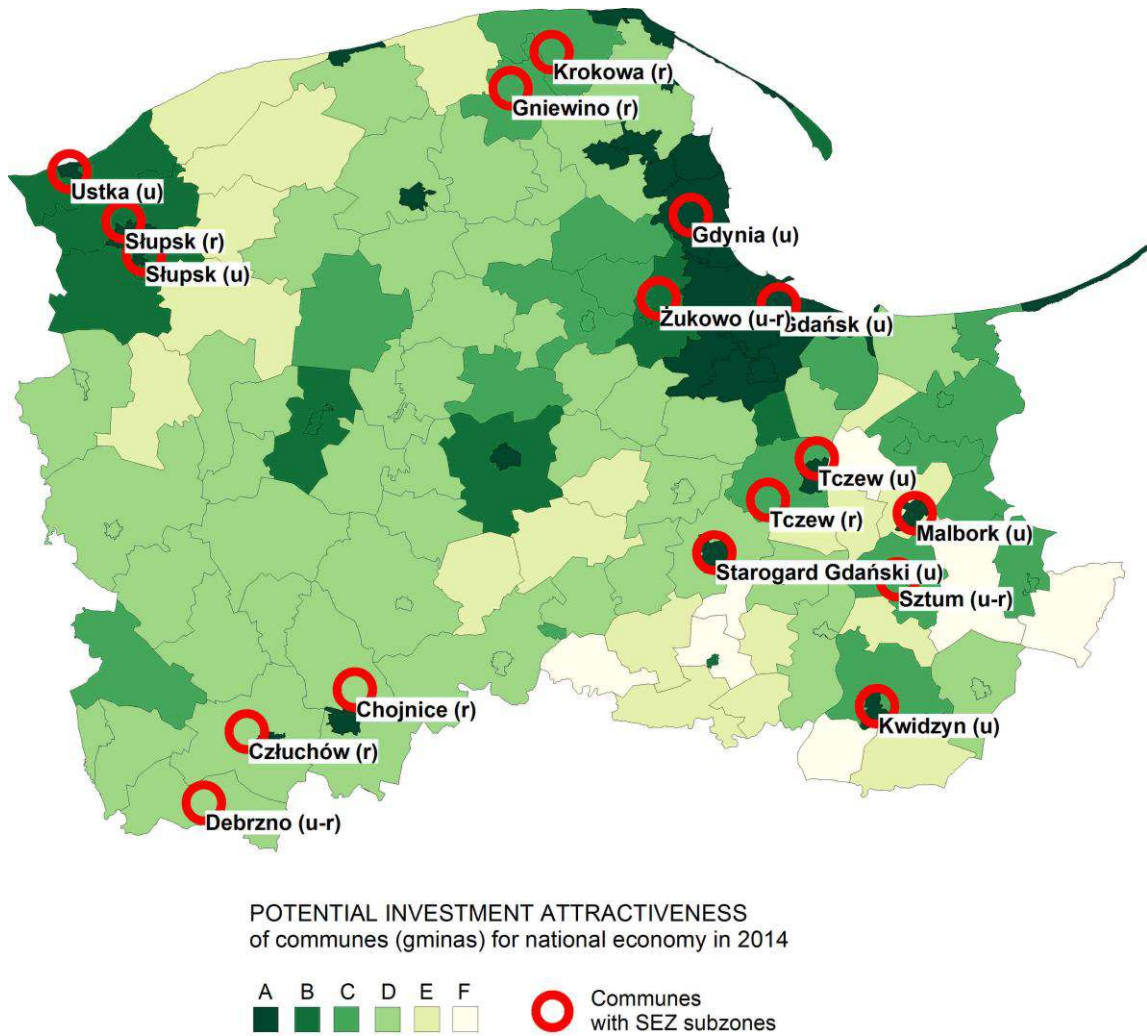 Krokowa (r)
Gniewino (r)
Ustka (u)
Słupsk (r)
Słupsk (u)
Gdynia (u)
Żukowo (u-r)
Gdańsk (u)
Tczew (u)
Tczew (r)
Malbork (u)
Starogard Gdański (u)
Sztum (u-r)
Chojnice (r)
Kwidzyn (u)
Człuchów (r)
Debrzno (u-r)
POTENTIAL INVESTMENT ATTRACTIVENESS
of communes (gminas) for national economy in 2014
A B C D E F
Communes
with SEZ subzones